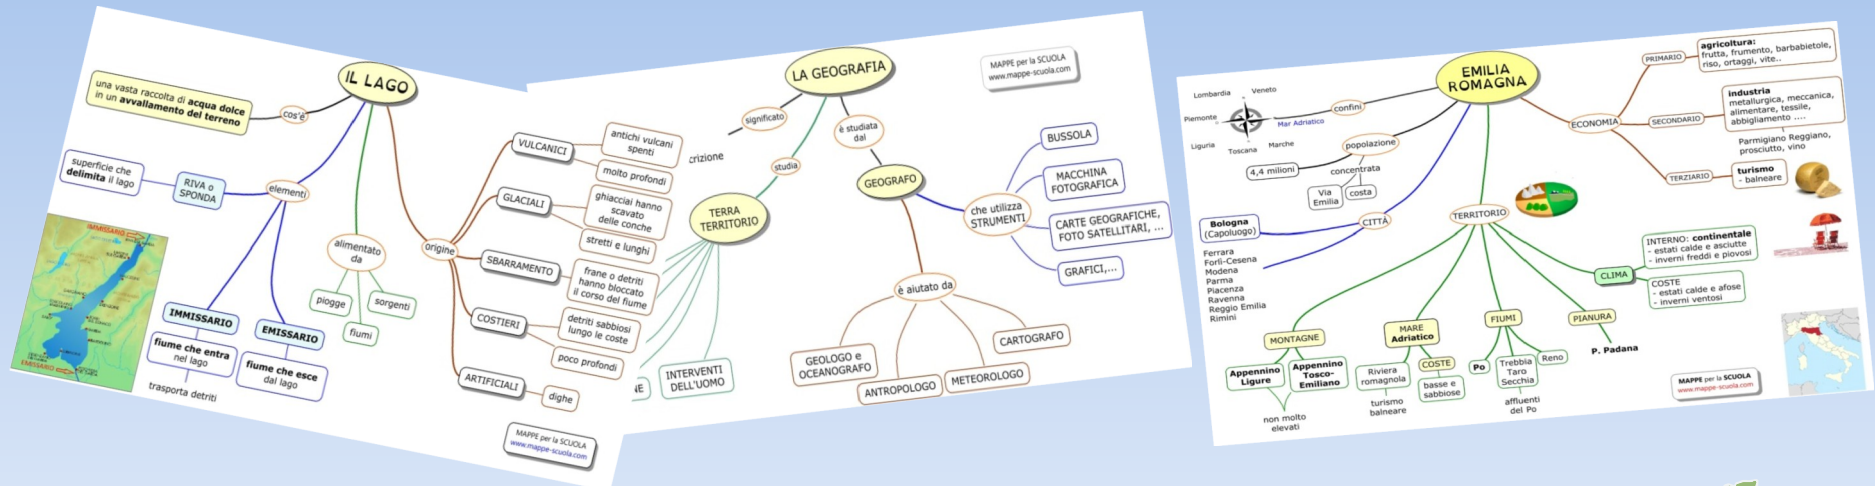 IL LAGO
una vasta raccolta di acqua dolce
in un avvallamento del terreno
cos'è
superficie che
delimita il lago
RIVA o
SPONDA
elementi
IMMISSARIO
fiume che entra
nel lago
trasporta detriti
EMISSARIO
fiume che esce
dal lago
alimentato
da
piogge
fiumi
sorgenti
origine
VULCANICI
antichi vulcani
spenti
molto profondi
GLACIALI
ghiacciai hanno
scavato
delle conche
stretti e lunghi
SBARRAMENTO
frane o detriti
hanno bloccato
il corso del fiume
COSTIERI
detriti sabbiosi
lungo le coste
poco profondi
ARTIFICIALI
dighe
IMMISSARIO
EMISSARIO
MAPPE per la SCUOLA
www.mappe-scuola.com
LA GEOGRAFIA
MAPPE per la SCUOLA
www.mappe-scuola.com
significato
crizione
studia
TERRA
TERRITORIO
NE
INTERVENTI
DELL'UOMO
è studiata
dal
GEOGRAFO
che utilizza
STRUMENTI
BUSSOLA
MACCHINA
FOTOGRAFICA
CARTE GEOGRAFICHE,
FOTO SATELLITARI, ...
GRAFICI,...
è aiutato da
GEOLOGO e
OCEANOGRAFO
ANTROPOLOGO
METEOROLOGO
CARTOGRAFO
EMILIA
ROMAGNA
confini
Lombardia
Veneto
Piemonte
Mar Adriatico
Liguria
Toscana
Marche
popolazione
4,4 milioni
concentrata
Via
Emilia
costa
CITTÀ
Bologna
(Capoluogo)
Ferrara
Forlì-Cesena
Modena
Parma
Piacenza
Ravenna
Reggio Emilia
Rimini
ECONOMIA
PRIMARIO
agricoltura:
frutta, frumento, barbabietole,
riso, ortaggi, vite..
SECONDARIO
industria
metallurgica, meccanica,
alimentare, tessile,
abbigliamento ....
Parmigiano Reggiano,
prosciutto, vino
TERZIARIO
turismo
- balneare
TERRITORIO
MONTAGNE
Appennino
Ligure
Appennino
Tosco-
Emiliano
non molto
elevati
MARE
Adriatico
Riviera
romagnola
turismo
balneare
COSTE
basse e
sabbiose
FIUMI
Po
Trebbia
Taro
Secchia
Reno
affluenti
del Po
PIANURA
P. Padana
CLIMA
INTERNO: continentale
- estati calde e asciutte
- inverni freddi e piovosi
COSTE
- estati calde e afose
- inverni ventosi
MAPPE per la SCUOLA
www.mappe-scuola.com